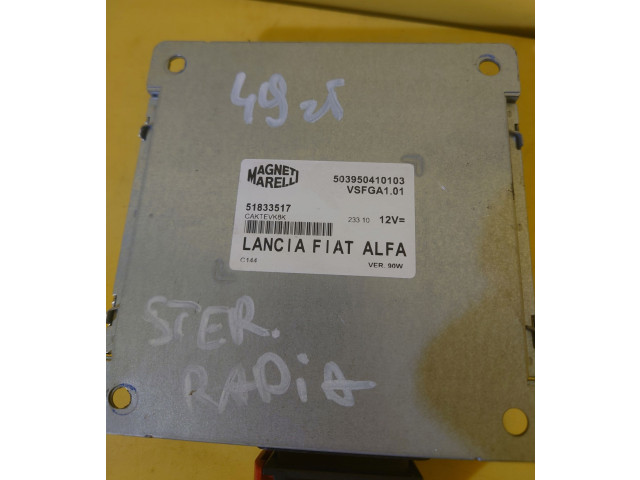 49 zł
MAGNETI
MARELLI
503950410103
VSFGA1.01
51833517
CAKTEVK8K
233 10 12V=
LANCIA FIAT ALFA
C144
VER. 90W
STER.
RADiA